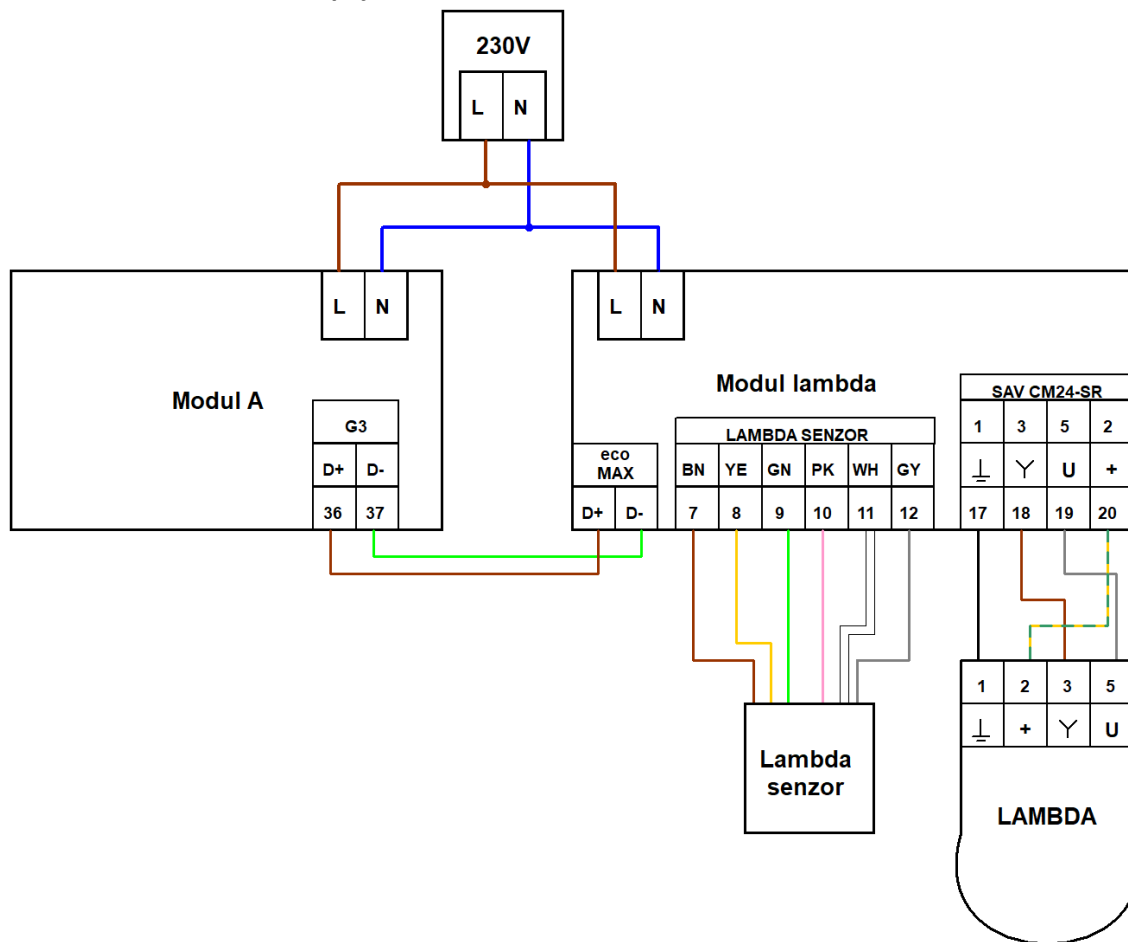 230V
L N
L N
L N
Modul A
Modul lambda
SAV CM24-SR
1 3 5 2
G3
LAMBDA SENZOR
eco
MAX
D+ D-
BN YE GN PK WH GY
U +
36 37
D+ D-
7 8 9 10 11 12
17 18 19 20
1 2 3 5
+ U
Lambda
senzor
LAMBDA